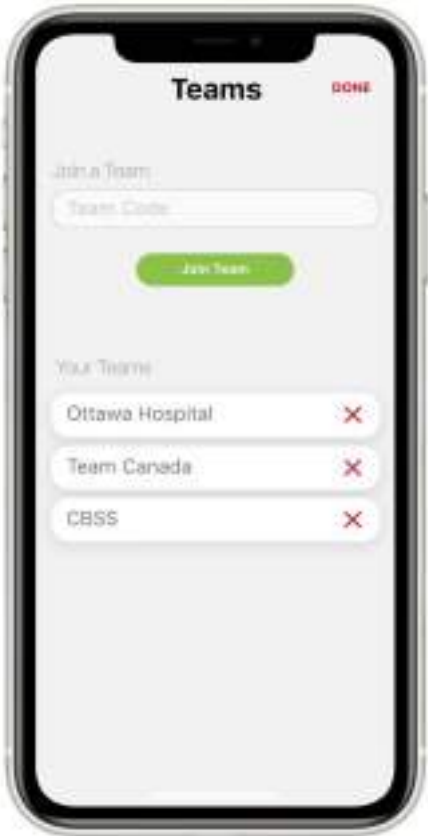 Teams
DONE
Join a Team
Team Code
Join Team
Your Teams
Ottawa Hospital
Team Canada
CBSS